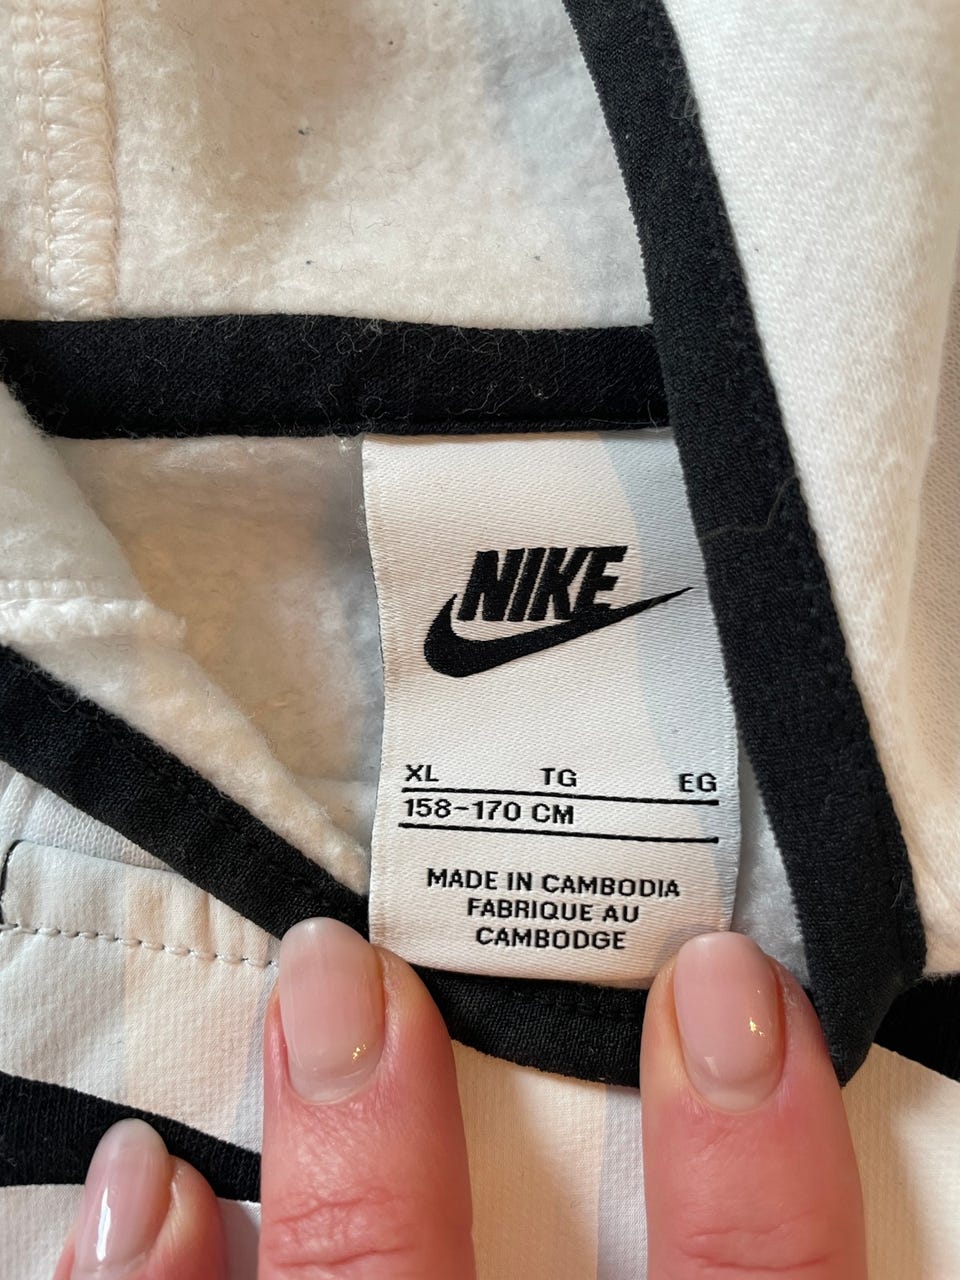 NIKE
XL TG EG
158-170 CM
MADE IN CAMBODIA
FABRIQUE AU
CAMBODGE